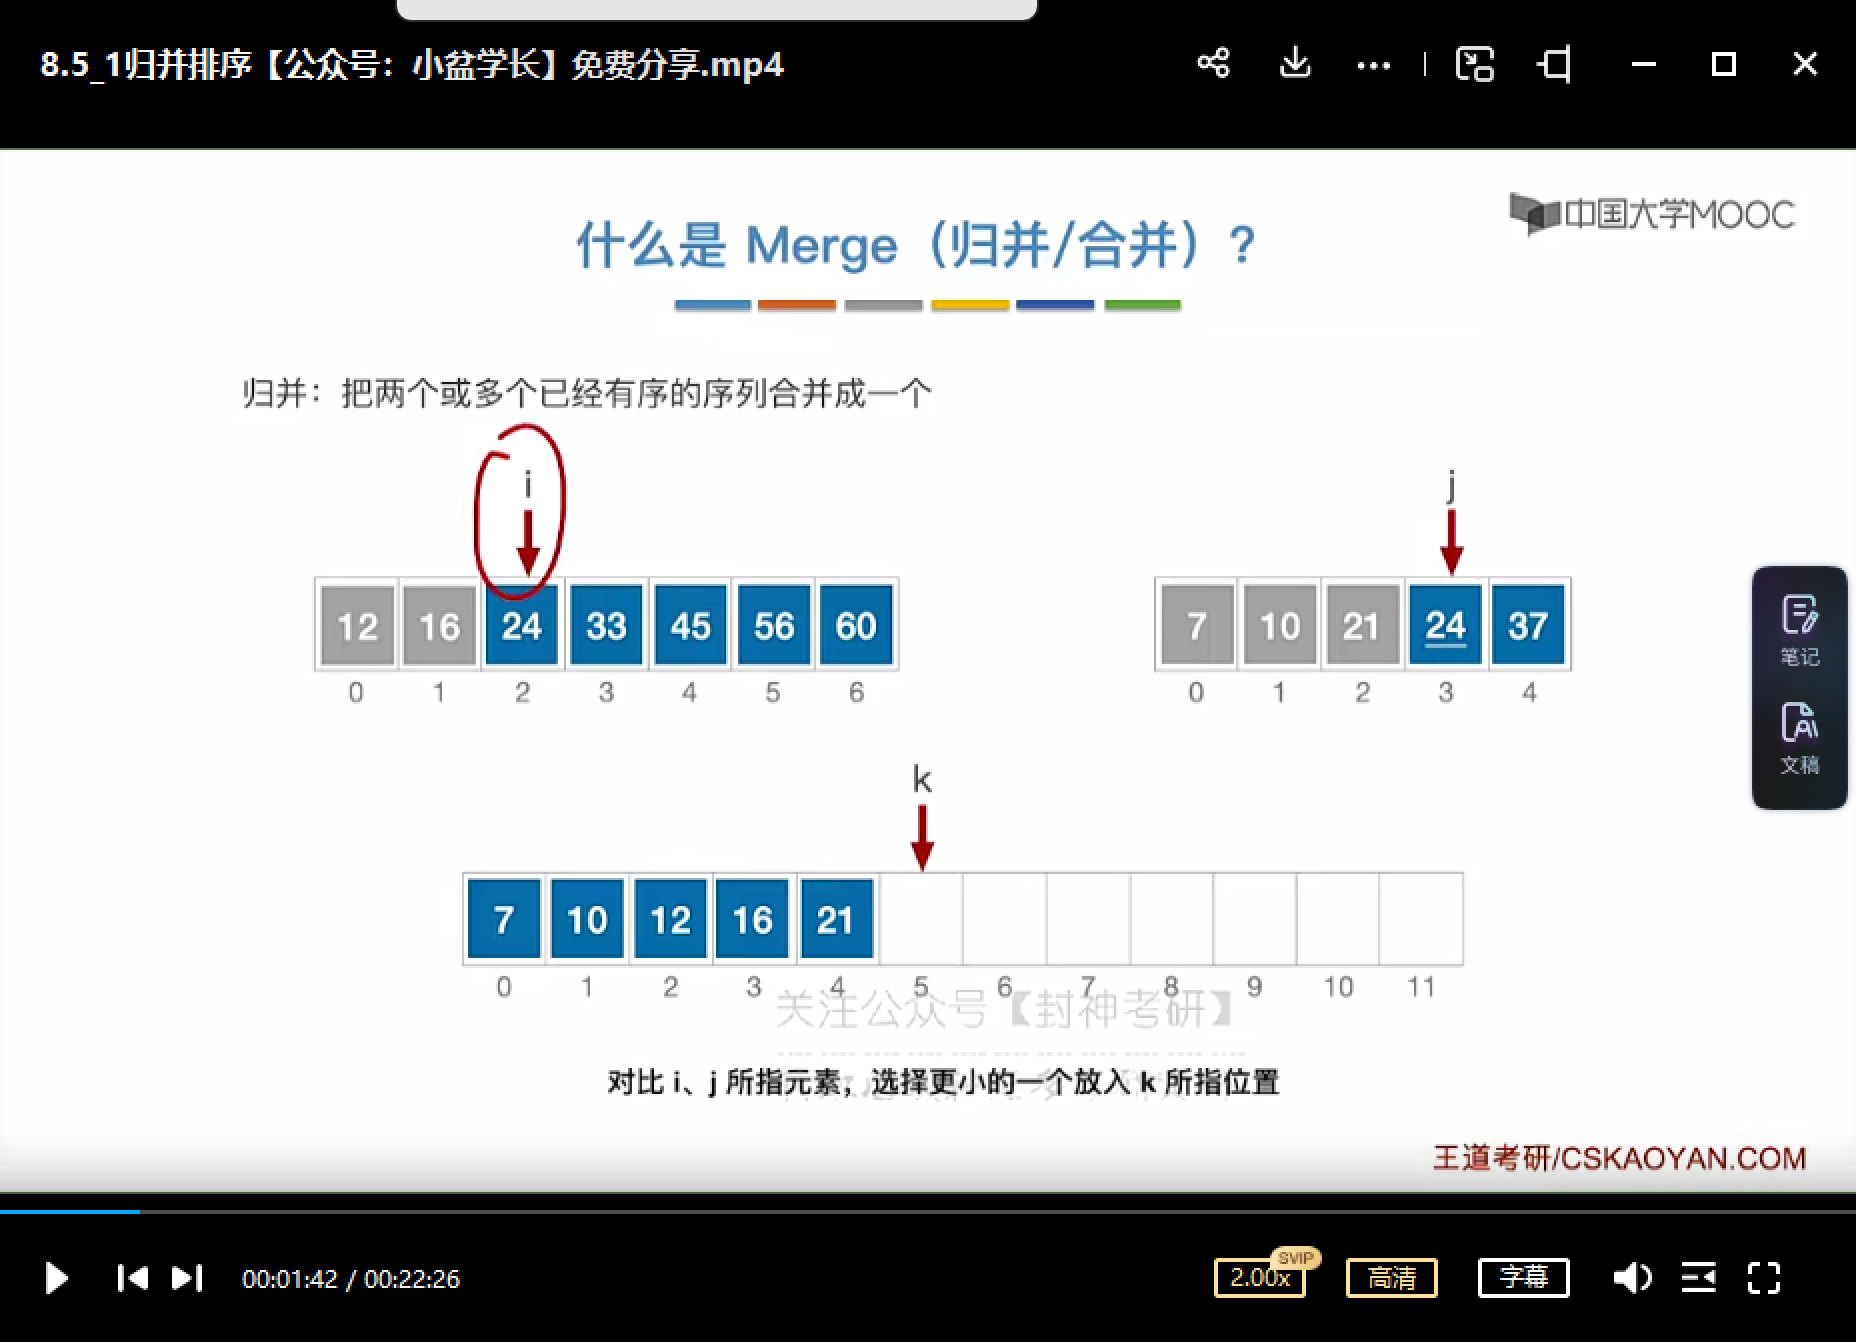 8.5_1归并排序【公众号：小盆学长】免费分享.mp4
中国大学MOOC
什么是 Merge（归并/合并）？
归并：把两个或多个已经有序的序列合并成一个
i
j
12 16 24 33 45 56 60
7 10 21 24 37
0 1 2 3 4 5 6
0 1 2 3 4
笔记
文稿
k
7 10 12 16 21
0 1 2 3 4 5 6 7 8 9 10 11
关注公众号【封神考研】
对比 i、j 所指元素，选择更小的一个放入 k 所指位置
王道考研/CSKAOYAN.COM
00:01:42 / 00:22:26
SVIP
2.00x
高清
字幕